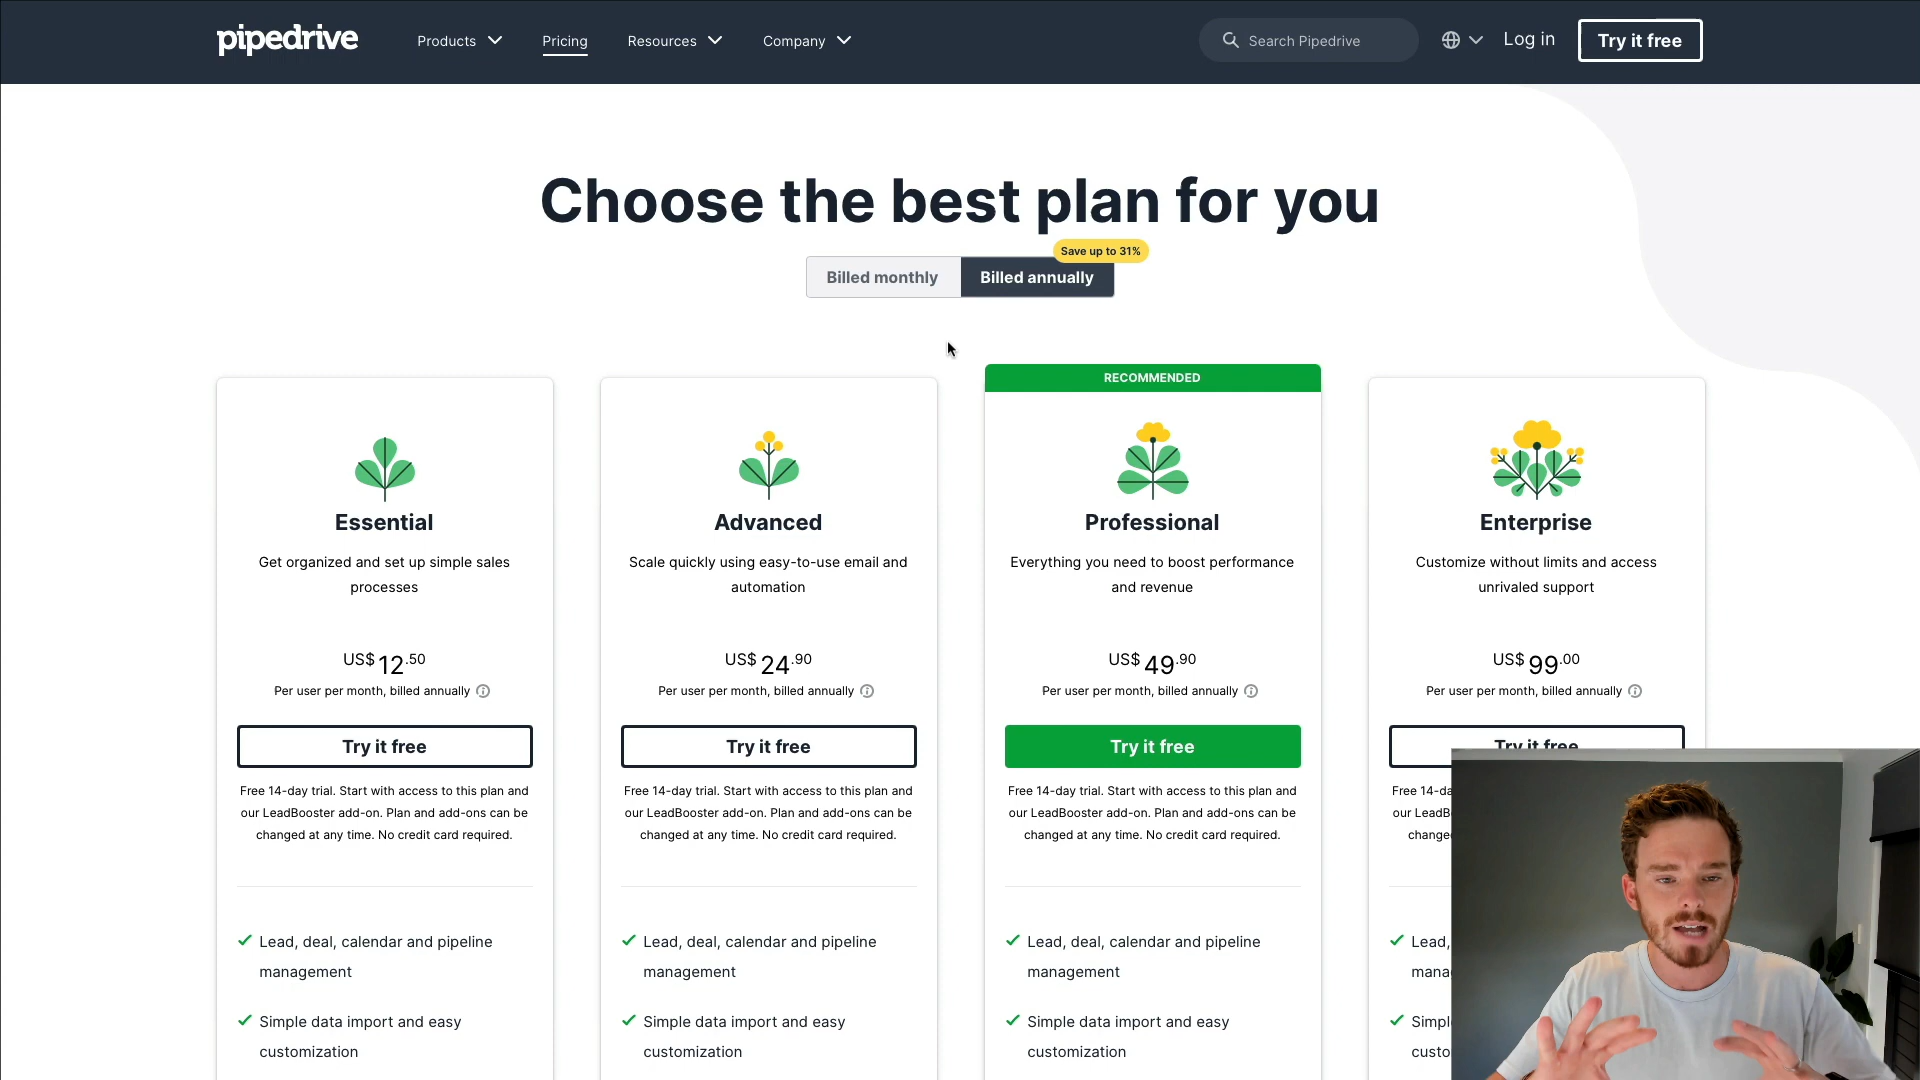 pipedrive
Products
Pricing
Resources
Company
Search Pipedrive
Log in
Try it free
Choose the best plan for you
Save up to 31%
Billed monthly
Billed annually
Essential
Get organized and set up simple sales
processes
US$ 12.50
Per user per month, billed annually
Try it free
Free 14-day trial. Start with access to this plan and
our LeadBooster add-on. Plan and add-ons can be
changed at any time. No credit card required.
Lead, deal, calendar and pipeline
management
Simple data import and easy
customization
Advanced
Scale quickly using easy-to-use email and
automation
US$ 24.90
Per user per month, billed annually
Try it free
Free 14-day trial. Start with access to this plan and
our LeadBooster add-on. Plan and add-ons can be
changed at any time. No credit card required.
Lead, deal, calendar and pipeline
management
Simple data import and easy
customization
RECOMMENDED
Professional
Everything you need to boost performance
and revenue
US$ 49.90
Per user per month, billed annually
Try it free
Free 14-day trial. Start with access to this plan and
our LeadBooster add-on. Plan and add-ons can be
changed at any time. No credit card required.
Lead, deal, calendar and pipeline
management
Simple data import and easy
customization
Enterprise
Customize without limits and access
unrivaled support
US$ 99.00
Per user per month, billed annually
Try it free
Free 14-da
our LeadBo
change
Lead,
mana
Simpl
custo